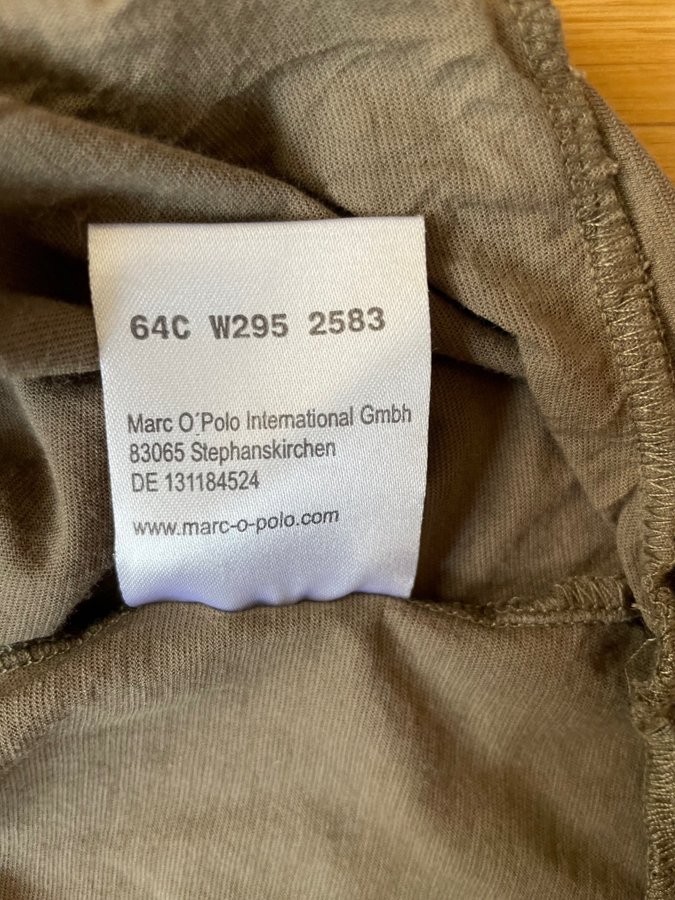 64C W295 2583
Marc O´Polo International Gmbh
83065 Stephanskirchen
DE 131184524
www.marc-o-polo.com